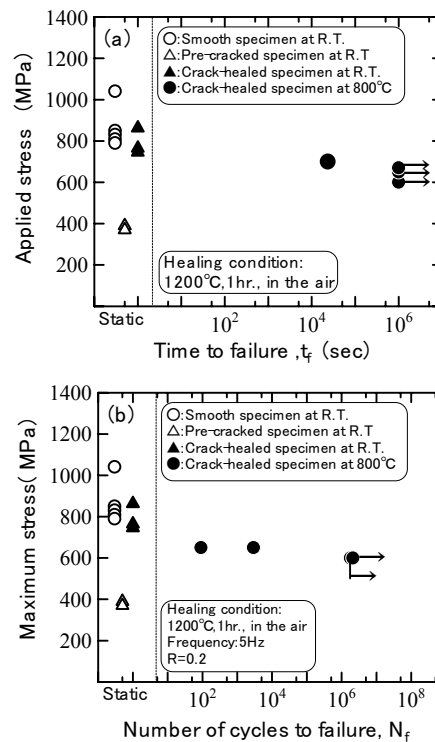 1400
(a)
○:Smooth specimen at R.T.
△:Pre-cracked specimen at R.T
▲:Crack-healed specimen at R.T.
●:Crack-healed specimen at 800℃
1200
1000
800
600
400
200
Applied stress (MPa)
Healing condition:
1200℃,1hr., in the air
Static
10²
10⁴
10⁶
Time to failure ,t_f (sec)
1400
(b)
○:Smooth specimen at R.T.
△:Pre-cracked specimen at R.T
▲:Crack-healed specimen at R.T.
●:Crack-healed specimen at 800℃
1200
1000
800
600
400
200
Maximum stress( MPa)
Healing condition:
1200℃,1hr., in the air
Frequency:5Hz
R=0.2
Static
10⁰
10²
10⁴
10⁶
10⁸
Number of cycles to failure, N_f